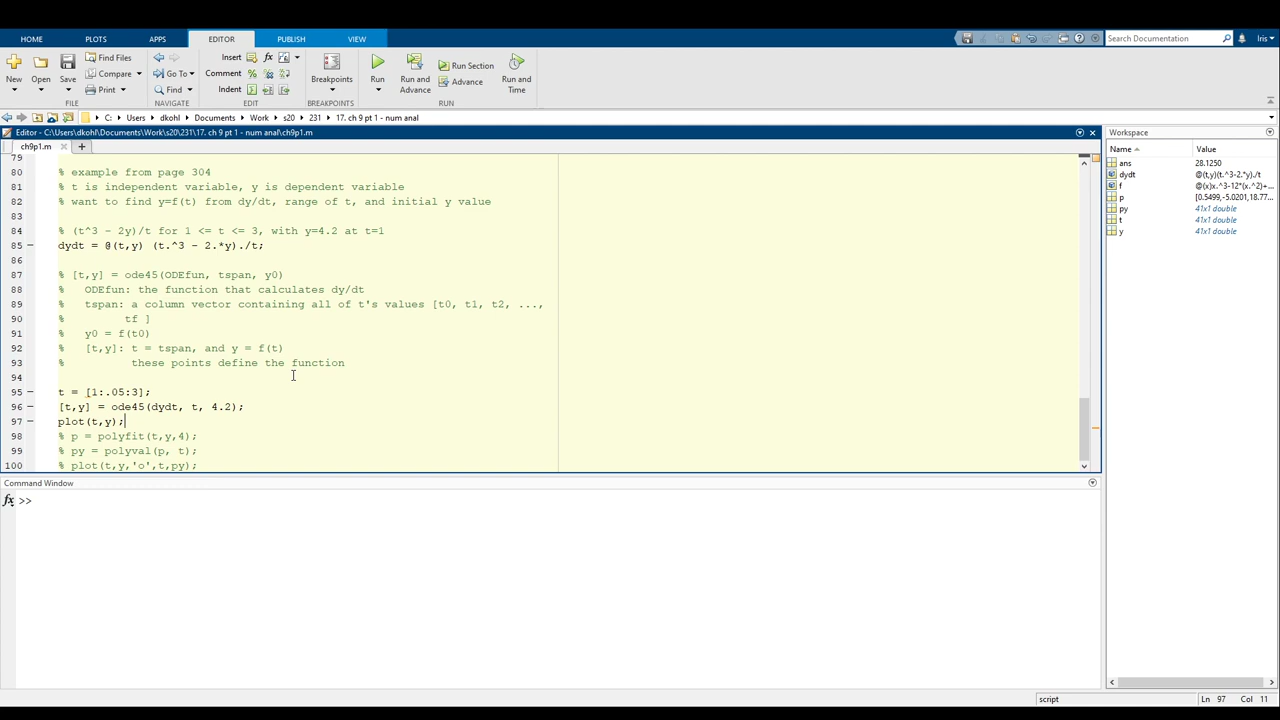 HOME PLOTS APPS EDITOR PUBLISH VIEW Search Documentation Iris
New Open Save Find Files Compare Print Go To Find Insert Comment Indent fx Breakpoints Run Run and Advance Run Section Advance Run and Time
FILE NAVIGATE EDIT BREAKPOINTS RUN
C: Users dkohl Documents Work s20 231 17. ch 9 pt 1 - num anal
Editor - C:\Users\dkohl\Documents\Work\s20\231\17. ch 9 pt 1 - num anal\ch9p1.m
ch9p1.m
79
80 % example from page 304
81 % t is independent variable, y is dependent variable
82 % want to find y=f(t) from dy/dt, range of t, and initial y value
83
84 % (t^3 - 2y)/t for 1 <= t <= 3, with y=4.2 at t=1
85 dydt = @(t,y) (t.^3 - 2.*y)./t;
86
87 % [t,y] = ode45(ODEfun, tspan, y0)
88 % ODEfun: the function that calculates dy/dt
89 % tspan: a column vector containing all of t's values [t0, t1, t2, ...,
90 % tf ]
91 % y0 = f(t0)
92 % [t,y]: t = tspan, and y = f(t)
93 % these points define the function
94
95 t = [1:.05:3];
96 [t,y] = ode45(dydt, t, 4.2);
97 plot(t,y);
98 % p = polyfit(t,y,4);
99 % py = polyval(p, t);
100 % plot(t,y,'o',t,py);
Command Window
fx >>
Workspace
Name Value
ans 28.1250
dydt @(t,y)(t.^3-2.*y)./t
f @(x)x.^3-12*(x.^2)+...
p [0.5499,-5.0201,18.77...
py 41x1 double
t 41x1 double
y 41x1 double
script Ln 97 Col 11